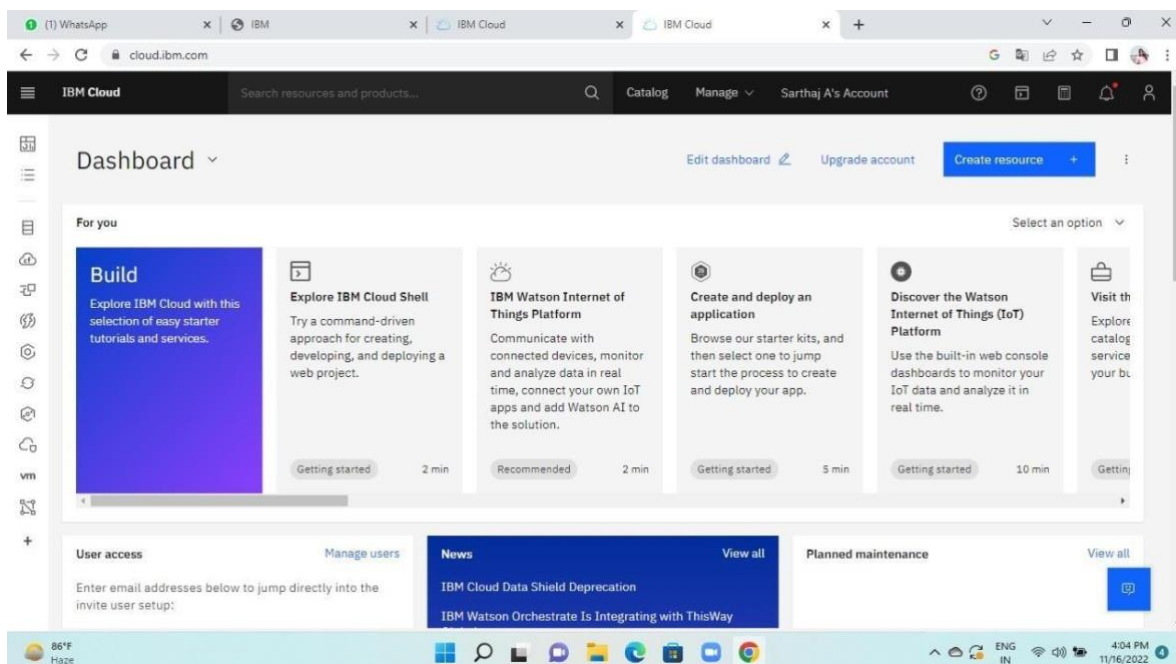 (1) WhatsApp
IBM
IBM Cloud
IBM Cloud
cloud.ibm.com
IBM Cloud
Search resources and products...
Catalog
Manage
Sarthaj A's Account
Dashboard
Edit dashboard
Upgrade account
Create resource +
For you
Select an option
Build
Explore IBM Cloud with this
selection of easy starter
tutorials and services.
Explore IBM Cloud Shell
Try a command-driven
approach for creating,
developing, and deploying a
web project.
Getting started
2 min
IBM Watson Internet of
Things Platform
Communicate with
connected devices, monitor
and analyze data in real
time, connect your own IoT
apps and add Watson AI to
the solution.
Recommended
2 min
Create and deploy an
application
Browse our starter kits, and
then select one to jump
start the process to create
and deploy your app.
Getting started
5 min
Discover the Watson
Internet of Things (IoT)
Platform
Use the built-in web console
dashboards to monitor your
IoT data and analyze it in
real time.
Getting started
10 min
Visit th
Explore
catalog
service
your bu
Getting
vm
User access
Manage users
Enter email addresses below to jump directly into the
invite user setup:
News
View all
IBM Cloud Data Shield Deprecation
IBM Watson Orchestrate Is Integrating with ThisWay
Planned maintenance
View all
86°F
Haze
ENG
IN
4:04 PM
11/16/2022